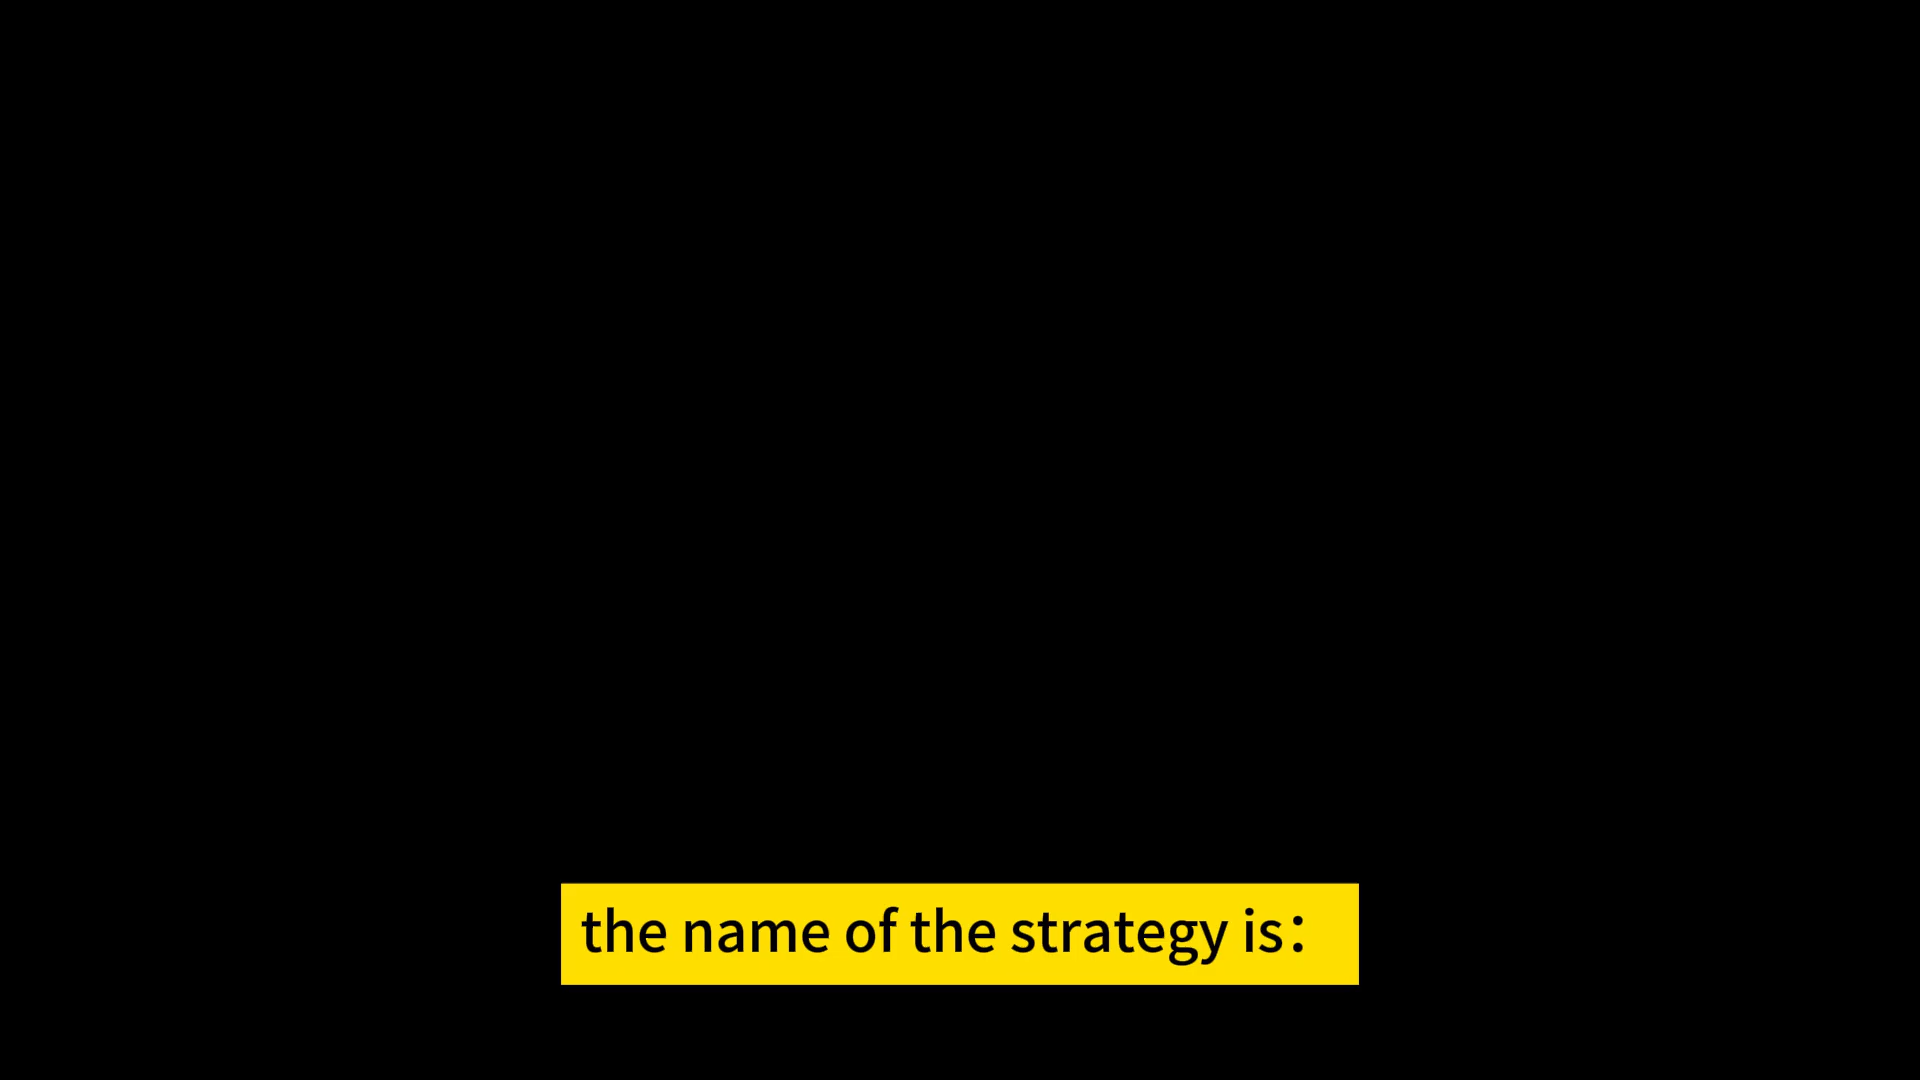 the name of the strategy is：